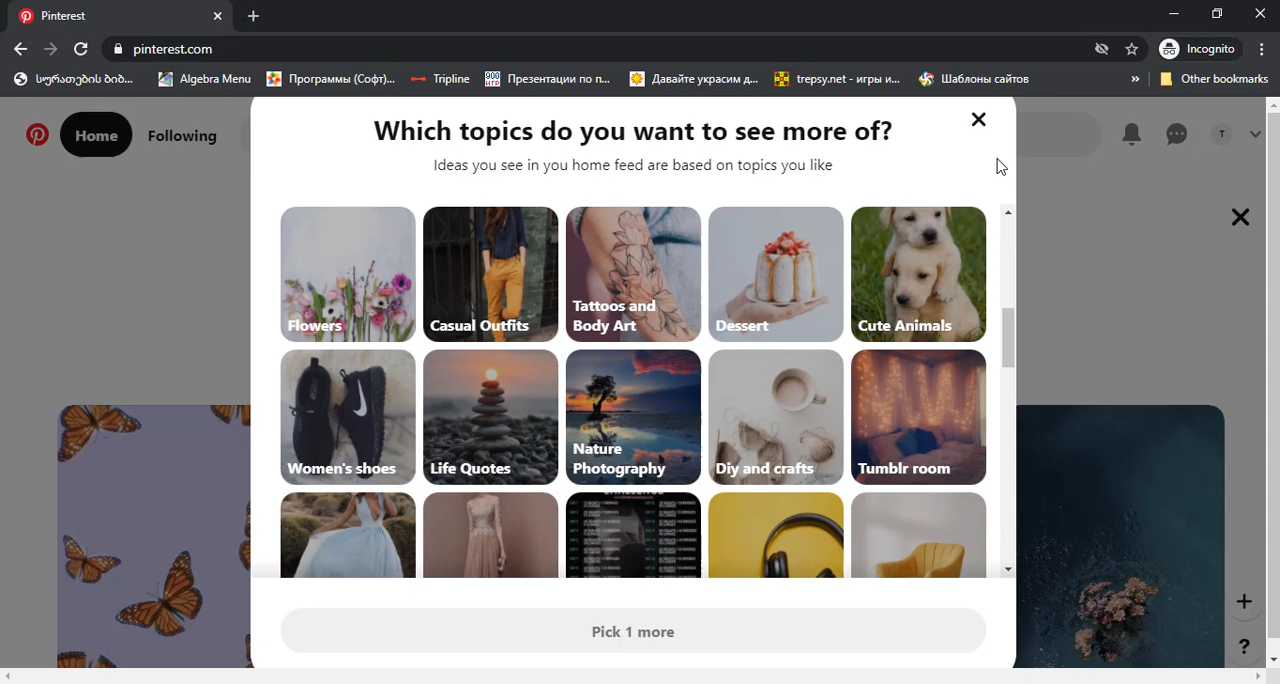 Pinterest
pinterest.com
Incognito
სურათების ბობ...
Algebra Menu
Программы (Софт)...
Tripline
Презентации по п...
Давайте украсим д...
trepsy.net - игры и...
Шаблоны сайтов
»
Other bookmarks
Home
Following
T
Which topics do you want to see more of?
Ideas you see in you home feed are based on topics you like
Flowers
Casual Outfits
Tattoos and
Body Art
Dessert
Cute Animals
Women's shoes
Life Quotes
Nature
Photography
Diy and crafts
Tumblr room
CHALLENGE
Pick 1 more
+
?